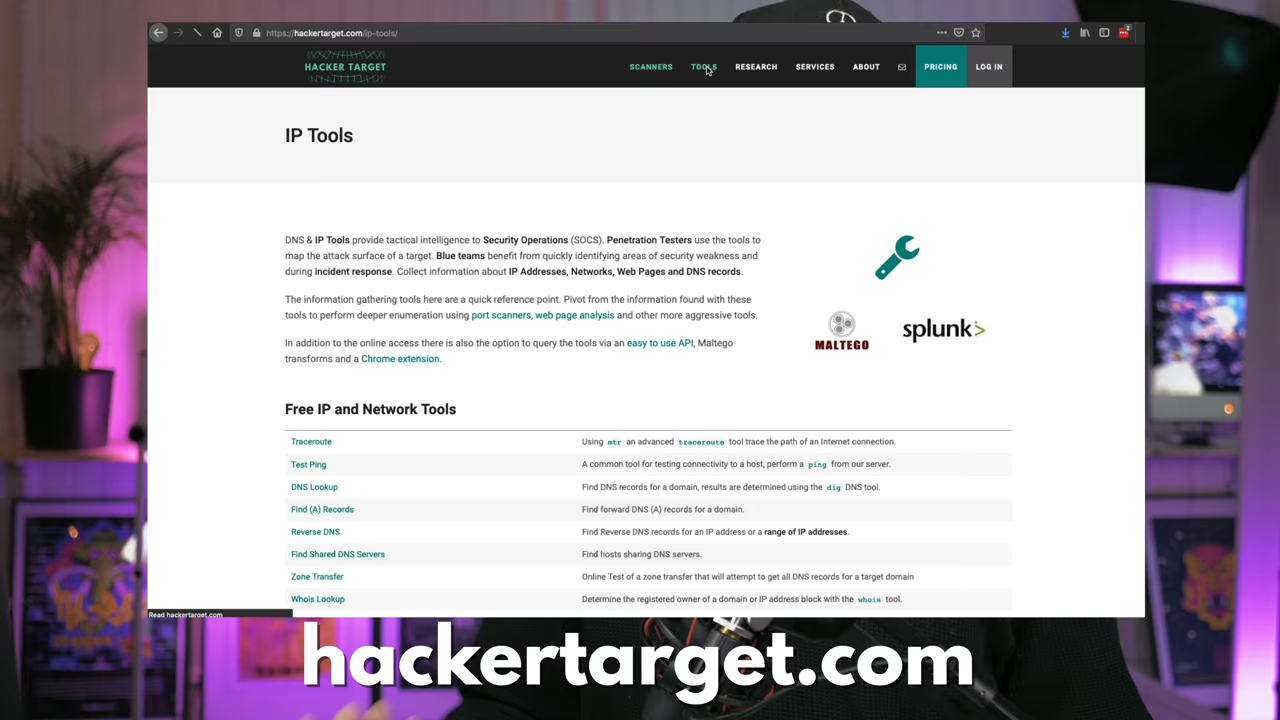 https://hackertarget.com/ip-tools/
2
HACKER TARGET
SCANNERS TOOLS RESEARCH SERVICES ABOUT PRICING LOG IN
IP Tools
DNS & IP Tools provide tactical intelligence to Security Operations (SOCS). Penetration Testers use the tools to
map the attack surface of a target. Blue teams benefit from quickly identifying areas of security weakness and
during incident response. Collect information about IP Addresses, Networks, Web Pages and DNS records.
The information gathering tools here are a quick reference point. Pivot from the information found with these
tools to perform deeper enumeration using port scanners, web page analysis and other more aggressive tools.
In addition to the online access there is also the option to query the tools via an easy to use API, Maltego
transforms and a Chrome extension.
MALTEGO
splunk>
Free IP and Network Tools
Traceroute Using mtr an advanced traceroute tool trace the path of an Internet connection.
Test Ping A common tool for testing connectivity to a host, perform a ping from our server.
DNS Lookup Find DNS records for a domain, results are determined using the dig DNS tool.
Find (A) Records Find forward DNS (A) records for a domain.
Reverse DNS Find Reverse DNS records for an IP address or a range of IP addresses.
Find Shared DNS Servers Find hosts sharing DNS servers.
Zone Transfer Online Test of a zone transfer that will attempt to get all DNS records for a target domain
Whois Lookup Determine the registered owner of a domain or IP address block with the whois tool.
Read hackertarget.com
hackertarget.com